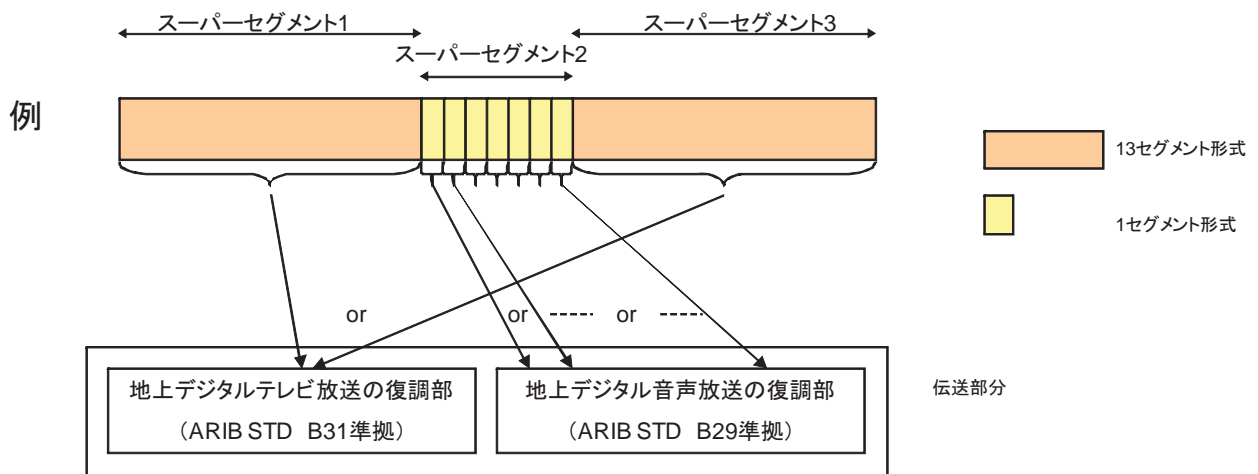 スーパーセグメント1
スーパーセグメント3
スーパーセグメント2
例
13セグメント形式
1セグメント形式
or
or
or
地上デジタルテレビ放送の復調部
（ARIB STD B31準拠）
地上デジタル音声放送の復調部
（ARIB STD B29準拠）
伝送部分